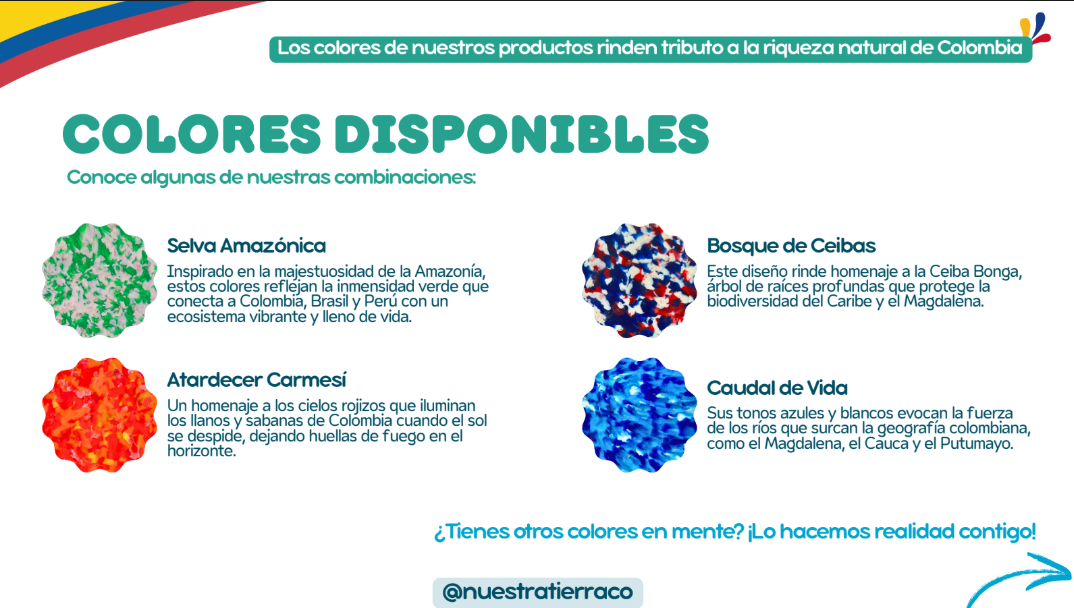 Los colores de nuestros productos rinden tributo a la riqueza natural de Colombia
COLORES DISPONIBLES
Conoce algunas de nuestras combinaciones:
Selva Amazónica
Inspirado en la majestuosidad de la Amazonía,
estos colores reflejan la inmensidad verde que
conecta a Colombia, Brasil y Perú con un
ecosistema vibrante y lleno de vida.
Bosque de Ceibas
Este diseño rinde homenaje a la Ceiba Bonga,
árbol de raíces profundas que protege la
biodiversidad del Caribe y el Magdalena.
Atardecer Carmesí
Un homenaje a los cielos rojizos que iluminan
los llanos y sabanas de Colombia cuando el sol
se despide, dejando huellas de fuego en el
horizonte.
Caudal de Vida
Sus tonos azules y blancos evocan la fuerza
de los ríos que surcan la geografía colombiana,
como el Magdalena, el Cauca y el Putumayo.
¿Tienes otros colores en mente? ¡Lo hacemos realidad contigo!
@nuestratierraco